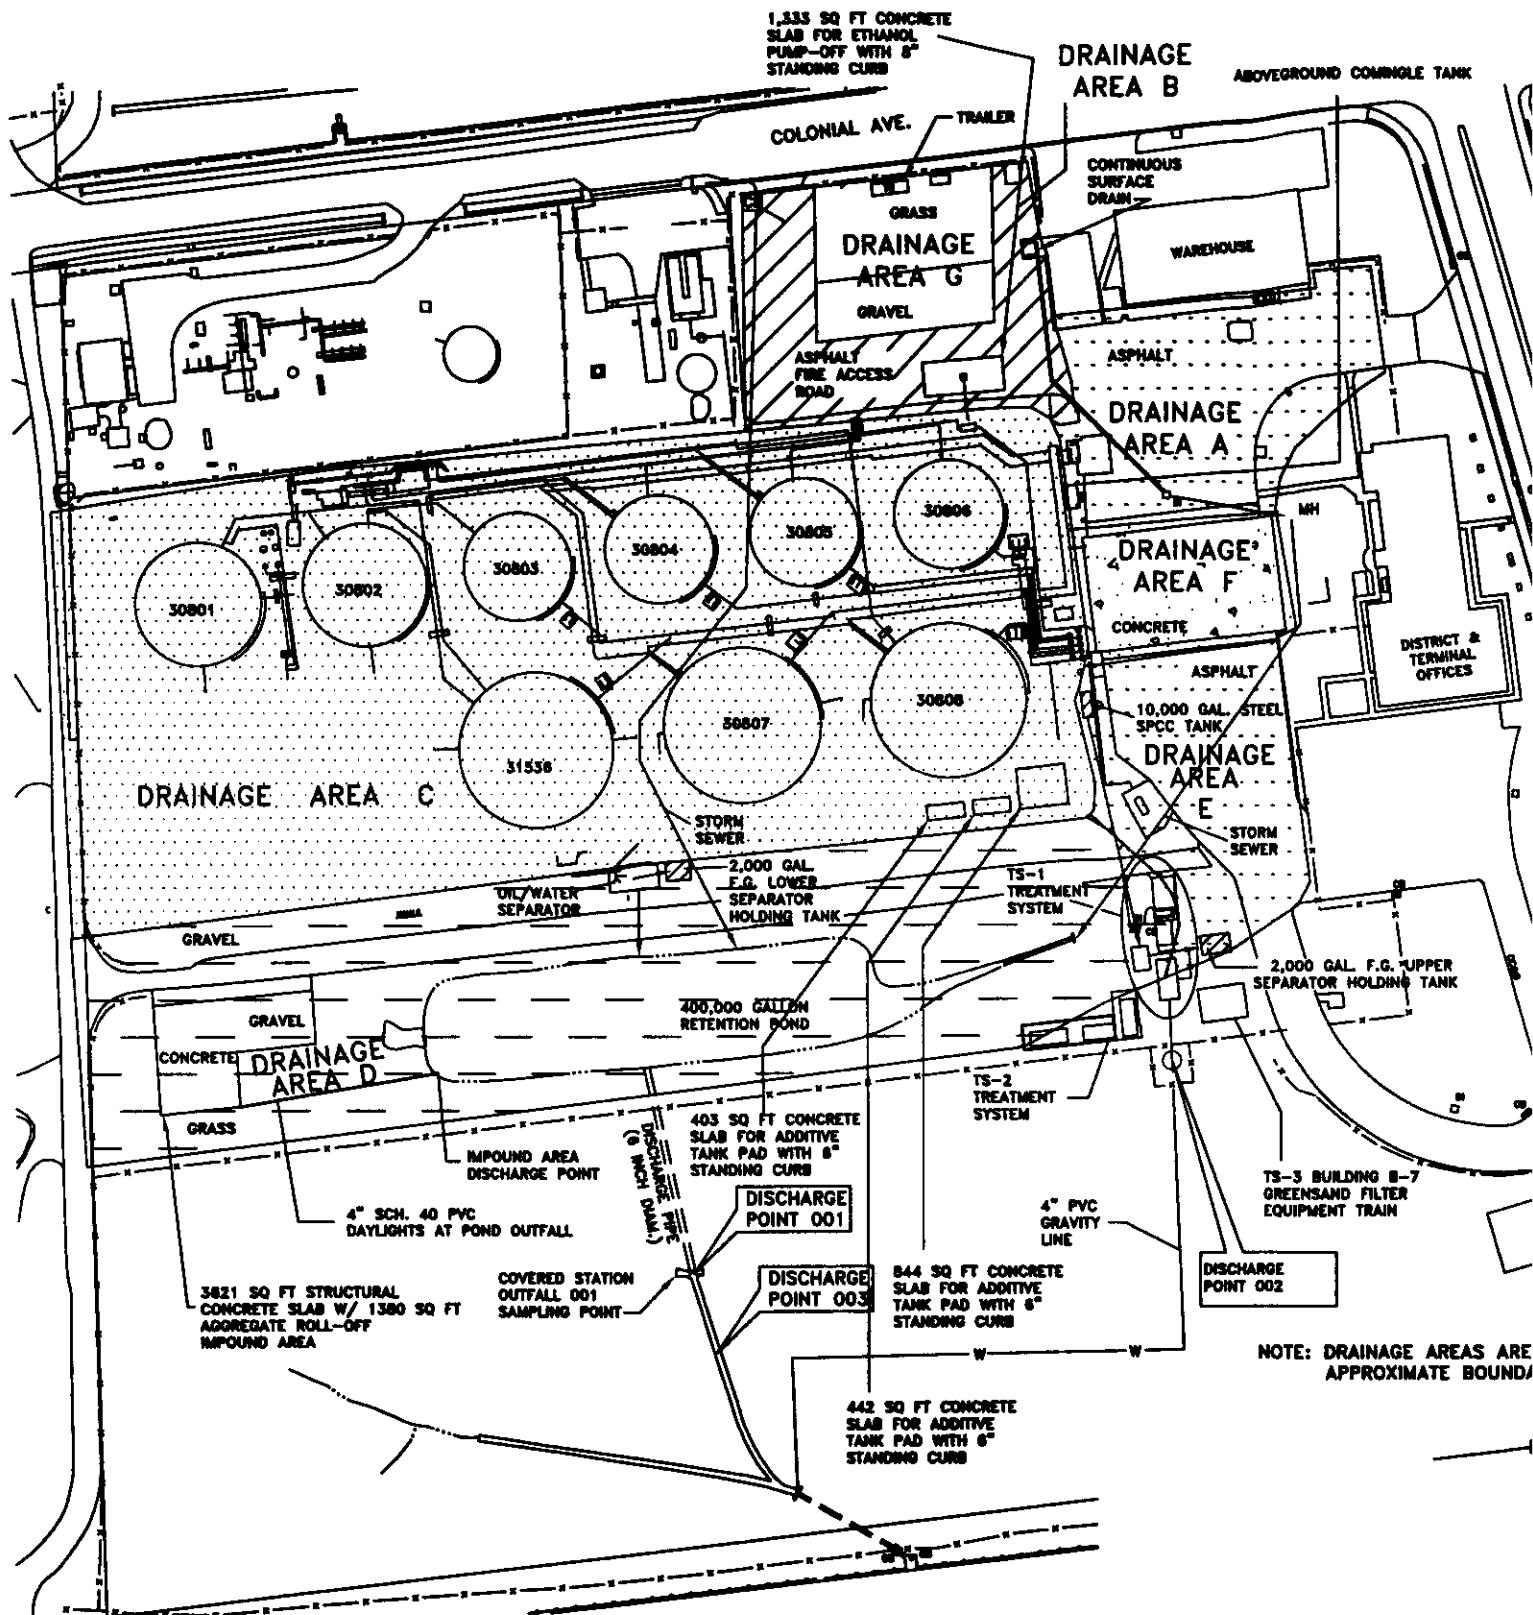 1,333 SQ FT CONCRETE
SLAB FOR ETHANOL
PUMP-OFF WITH 8"
STANDING CURB
DRAINAGE
AREA B
ABOVEGROUND COMINGLE TANK
COLONIAL AVE.
TRAILER
CONTINUOUS
SURFACE
DRAIN
GRASS
DRAINAGE
AREA G
GRAVEL
WAREHOUSE
ASPHALT
FIRE ACCESS
ROAD
ASPHALT
DRAINAGE
AREA A
MH
30801
30802
30803
30804
30805
30806
DRAINAGE
AREA F
CONCRETE
DISTRICT &
TERMINAL
OFFICES
ASPHALT
10,000 GAL. STEEL
SPCC TANK
31536
30807
30808
DRAINAGE
AREA
E
DRAINAGE AREA C
STORM
SEWER
STORM
SEWER
OIL/WATER
SEPARATOR
2,000 GAL.
F.G. LOWER
SEPARATOR
HOLDING TANK
TS-1
TREATMENT
SYSTEM
GRAVEL
2,000 GAL. F.G. UPPER
SEPARATOR HOLDING TANK
400,000 GALLON
RETENTION POND
GRAVEL
CONCRETE
DRAINAGE
AREA D
GRASS
TS-2
TREATMENT
SYSTEM
403 SQ FT CONCRETE
SLAB FOR ADDITIVE
TANK PAD WITH 6"
STANDING CURB
DISCHARGE PIPE
(6 INCH DIAM.)
IMPOUND AREA
DISCHARGE POINT
4" SCH. 40 PVC
DAYLIGHTS AT POND OUTFALL
DISCHARGE
POINT 001
4" PVC
GRAVITY
LINE
TS-3 BUILDING B-7
GREENSAND FILTER
EQUIPMENT TRAIN
3821 SQ FT STRUCTURAL
CONCRETE SLAB W/ 1380 SQ FT
AGGREGATE ROLL-OFF
IMPOUND AREA
COVERED STATION
OUTFALL 001
SAMPLING POINT
DISCHARGE
POINT 003
844 SQ FT CONCRETE
SLAB FOR ADDITIVE
TANK PAD WITH 6"
STANDING CURB
DISCHARGE
POINT 002
W W
NOTE: DRAINAGE AREAS ARE
APPROXIMATE
442 SQ FT CONCRETE
SLAB FOR ADDITIVE
TANK PAD WITH 6"
STANDING CURB